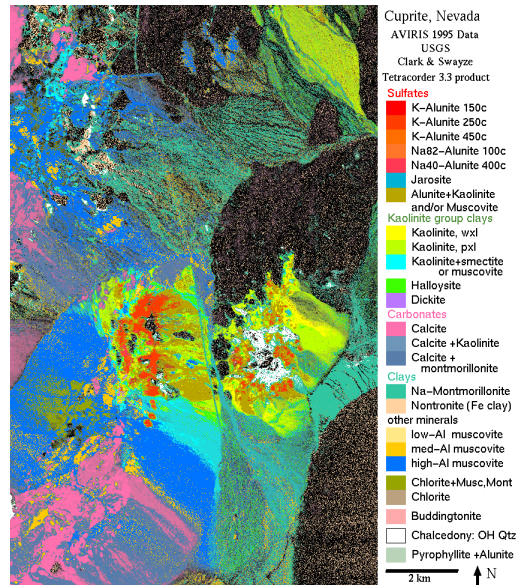 Cuprite, Nevada
AVIRIS 1995 Data
USGS
Clark & Swayze
Tetracorder 3.3 product
Sulfates
K-Alunite 150c
K-Alunite 250c
K-Alunite 450c
Na82-Alunite 100c
Na40-Alunite 400c
Jarosite
Alunite+Kaolinite
and/or Muscovite
Kaolinite group clays
Kaolinite, wxl
Kaolinite, pxl
Kaolinite+smectite
or muscovite
Halloysite
Dickite
Carbonates
Calcite
Calcite +Kaolinite
Calcite +
montmorillonite
Clays
Na-Montmorillonite
Nontronite (Fe clay)
other minerals
low-Al muscovite
med-Al muscovite
high-Al muscovite
Chlorite+Musc,Mont
Chlorite
Buddingtonite
Chalcedony: OH Qtz
Pyrophyllite +Alunite
2 km
N